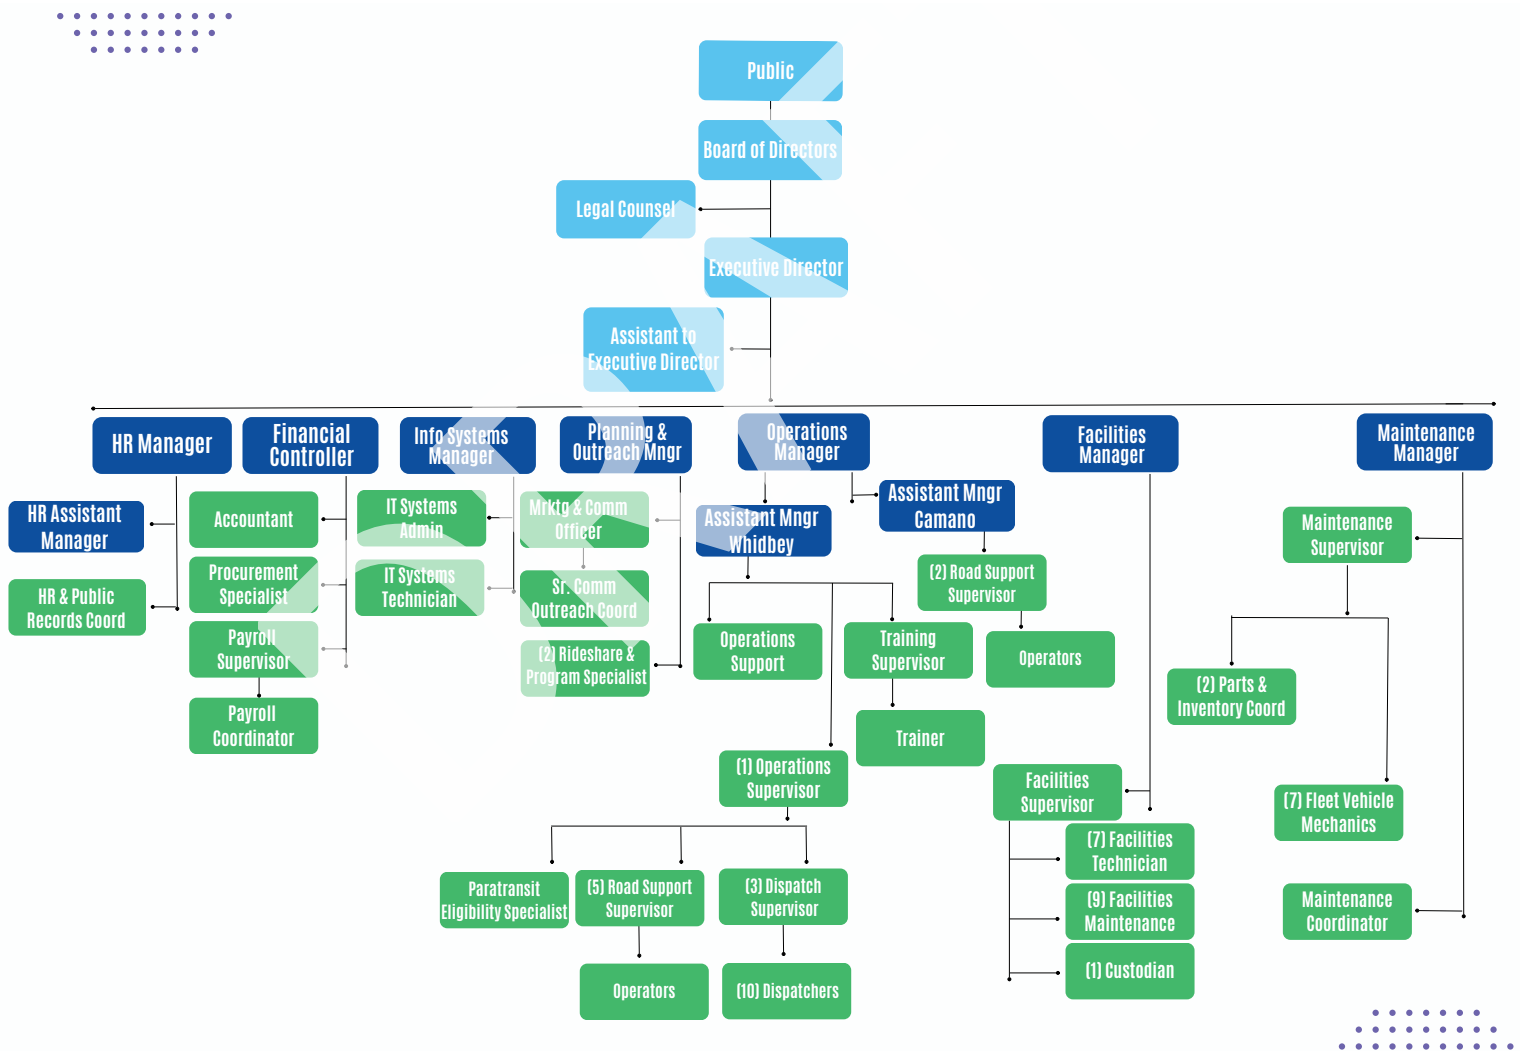 Public
Board of Directors
Legal Counsel
Executive Director
Assistant to
Executive Director
HR Manager
Financial
Controller
Info Systems
Manager
Planning &
Outreach Mngr
Operations
Manager
Facilities
Manager
Maintenance
Manager
HR Assistant
Manager
HR & Public
Records Coord
Accountant
Procurement
Specialist
Payroll
Supervisor
Payroll
Coordinator
IT Systems
Admin
IT Systems
Technician
Mrktg & Comm
Officer
Sr. Comm
Outreach Coord
(2) Rideshare &
Program Specialist
Assistant Mngr
Whidbey
Assistant Mngr
Camano
(2) Road Support
Supervisor
Operators
Operations
Support
Training
Supervisor
Trainer
(1) Operations
Supervisor
Paratransit
Eligibility Specialist
(5) Road Support
Supervisor
(3) Dispatch
Supervisor
Operators
(10) Dispatchers
Facilities
Supervisor
(7) Facilities
Technician
(9) Facilities
Maintenance
(1) Custodian
Maintenance
Supervisor
(2) Parts &
Inventory Coord
(7) Fleet Vehicle
Mechanics
Maintenance
Coordinator